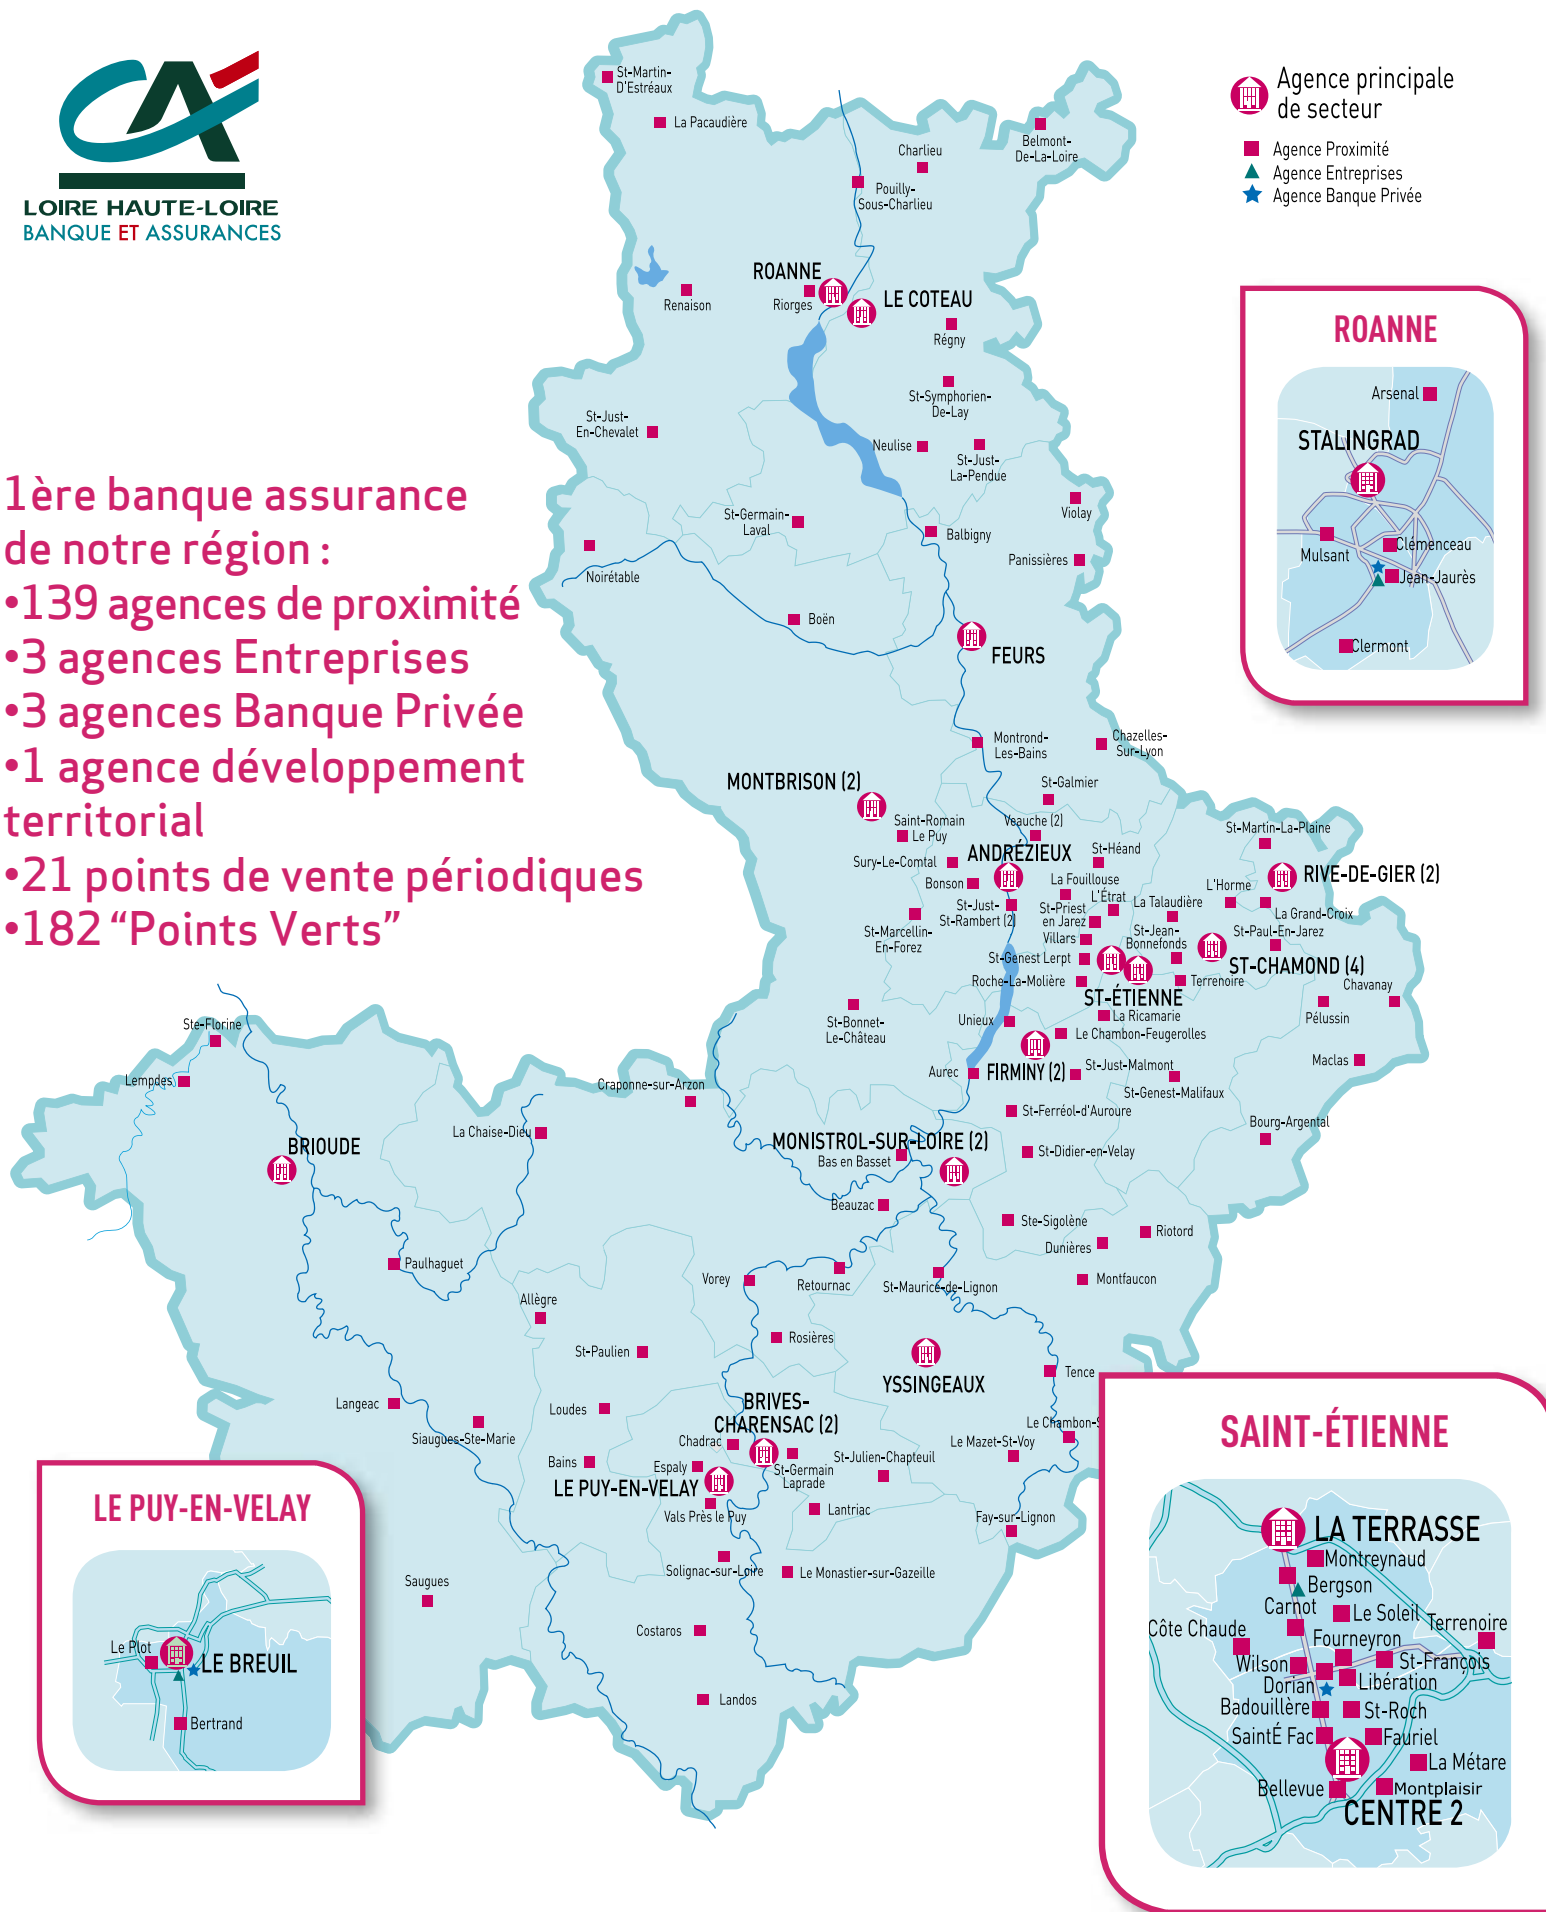 LOIRE HAUTE-LOIRE
BANQUE ET ASSURANCES
Agence principale
de secteur
Agence Proximité
Agence Entreprises
Agence Banque Privée
1ère banque assurance
de notre région :
•139 agences de proximité
•3 agences Entreprises
•3 agences Banque Privée
•1 agence développement
territorial
•21 points de vente périodiques
•182 “Points Verts”
St-Martin-
D'Estréaux
La Pacaudière
Charlieu
Belmont-
De-La-Loire
Pouilly-
Sous-Charlieu
ROANNE
Renaison
Riorges
LE COTEAU
Régny
St-Symphorien-
De-Lay
St-Just-
En-Chevalet
Neulise
St-Just-
La-Pendue
Violay
St-Germain-
Laval
Balbigny
Panissières
Noirétable
Boën
FEURS
Montrond-
Les-Bains
Chazelles-
Sur-Lyon
MONTBRISON (2)
St-Galmier
Saint-Romain
Le Puy
Veauche (2)
St-Martin-La-Plaine
Sury-Le-Comtal
ANDRÉZIEUX
St-Héand
RIVE-DE-GIER (2)
Bonson
La Fouillouse
L'Étrat
L'Horme
La Grand-Croix
St-Just-
St-Rambert (2)
St-Priest
en Jarez
La Talaudière
St-Marcellin-
En-Forez
Villars
St-Jean-
Bonnefonds
St-Paul-En-Jarez
St-Genest Lerpt
ST-CHAMOND (4)
Roche-La-Molière
ST-ÉTIENNE
Terrenoire
Chavanay
St-Bonnet-
Le-Château
Unieux
La Ricamarie
Pélussin
Le Chambon-Feugerolles
Aurec
FIRMINY (2)
St-Just-Malmont
Maclas
St-Genest-Malifaux
St-Ferréol-d'Auroure
Bourg-Argental
Ste-Florine
Lempdes
Craponne-sur-Arzon
La Chaise-Dieu
BRIOUDE
MONISTROL-SUR-LOIRE (2)
Bas en Basset
St-Didier-en-Velay
Beauzac
Ste-Sigolène
Riotord
Dunières
Paulhaguet
Vorey
Retournac
St-Maurice-de-Lignon
Montfaucon
Allègre
Rosières
St-Paulien
YSSINGEAUX
Tence
Langeac
Loudes
BRIVES-
CHARENSAC (2)
Siaugues-Ste-Marie
Chadrac
Le Chambon-S
Bains
Espaly
St-Germain
Laprade
St-Julien-Chapteuil
Le Mazet-St-Voy
LE PUY-EN-VELAY
Vals Près le Puy
Lantriac
Fay-sur-Lignon
Solignac-sur-Loire
Le Monastier-sur-Gazeille
Saugues
Costaros
Landos
ROANNE
Arsenal
STALINGRAD
Mulsant
Clémenceau
Jean-Jaurès
Clermont
LE PUY-EN-VELAY
Le Plot
LE BREUIL
Bertrand
SAINT-ÉTIENNE
LA TERRASSE
Montreynaud
Bergson
Carnot
Le Soleil
Terrenoire
Côte Chaude
Fourneyron
Wilson
St-François
Dorian
Libération
Badouillère
St-Roch
SaintÉ Fac
Fauriel
La Métare
Bellevue
Montplaisir
CENTRE 2